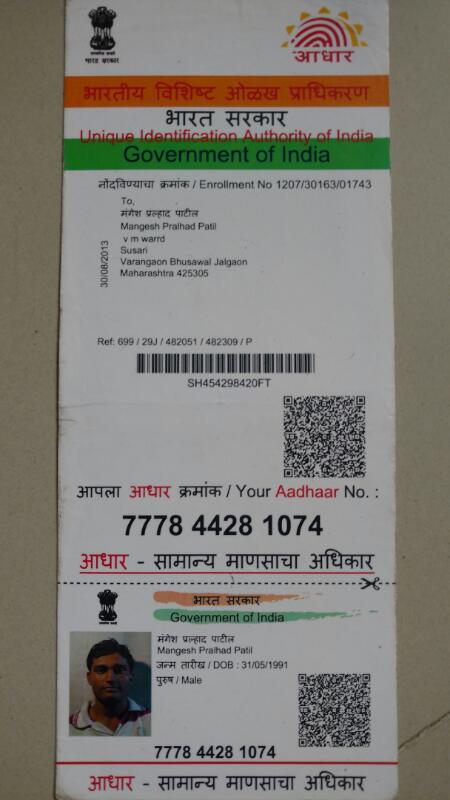 भारत सरकार
आधार
भारतीय विशिष्ट ओळख प्राधिकरण
भारत सरकार
Unique Identification Authority of India
Government of India
नोंदविण्याचा क्रमांक / Enrollment No 1207/30163/01743
To,
मंगेश प्रल्हाद पाटील
Mangesh Pralhad Patil
v m warrd
Susari
Varangaon Bhusawal Jalgaon
Maharashtra 425305
30/08/2013
Ref: 699 / 29J / 482051 / 482309 / P
SH454298420FT
आपला आधार क्रमांक / Your Aadhaar No. :
7778 4428 1074
आधार - सामान्य माणसाचा अधिकार
भारत सरकार
Government of India
मंगेश प्रल्हाद पाटील
Mangesh Pralhad Patil
जन्म तारीख / DOB : 31/05/1991
पुरुष / Male
7778 4428 1074
आधार - सामान्य माणसाचा अधिकार